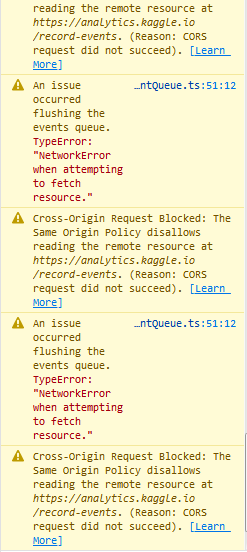 reading the remote resource at
https://analytics.kaggle.io
/record-events. (Reason: CORS
request did not succeed). [Learn
More]
An issue …ntQueue.ts:51:12
occurred
flushing the
events queue.
TypeError:
"NetworkError
when attempting
to fetch
resource."
Cross-Origin Request Blocked: The
Same Origin Policy disallows
reading the remote resource at
https://analytics.kaggle.io
/record-events. (Reason: CORS
request did not succeed). [Learn
More]
An issue …ntQueue.ts:51:12
occurred
flushing the
events queue.
TypeError:
"NetworkError
when attempting
to fetch
resource."
Cross-Origin Request Blocked: The
Same Origin Policy disallows
reading the remote resource at
https://analytics.kaggle.io
/record-events. (Reason: CORS
request did not succeed). [Learn
More]